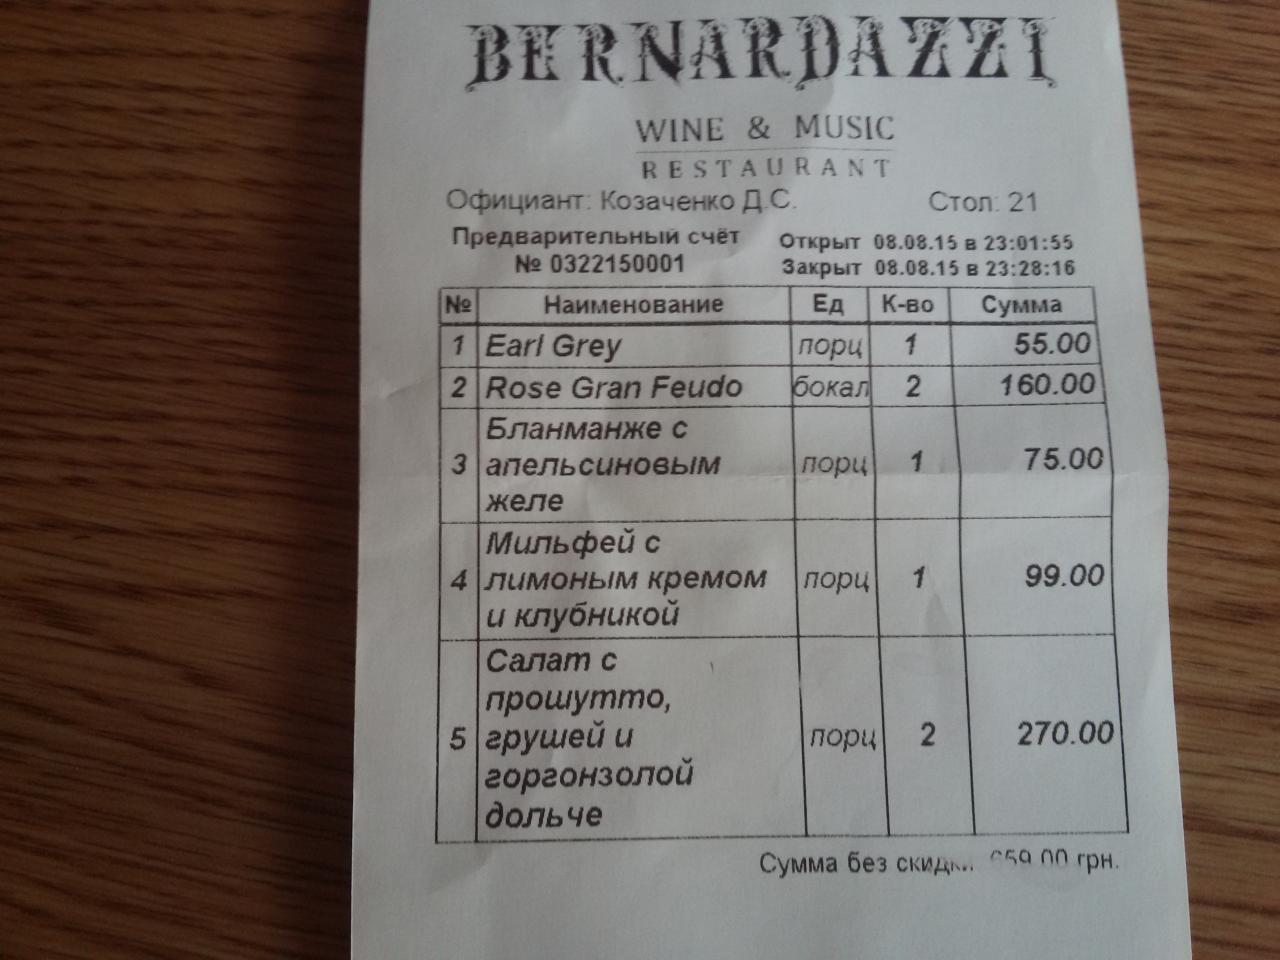 BERNARDAZZI
WINE & MUSIC
RESTAURANT
Официант: Козаченко Д.С. Стол: 21
Предварительный счёт Открыт 08.08.15 в 23:01:55
№ 0322150001 Закрыт 08.08.15 в 23:28:16
№ Наименование Ед К-во Сумма
1 Earl Grey порц 1 55.00
2 Rose Gran Feudo бокал 2 160.00
Бланманже с
3 апельсиновым порц 1 75.00
желе
Мильфей с
4 лимоным кремом порц 1 99.00
и клубникой
Салат с
прошутто,
5 грушей и порц 2 270.00
горгонзолой
дольче
Сумма без скидки: 659.00 грн.